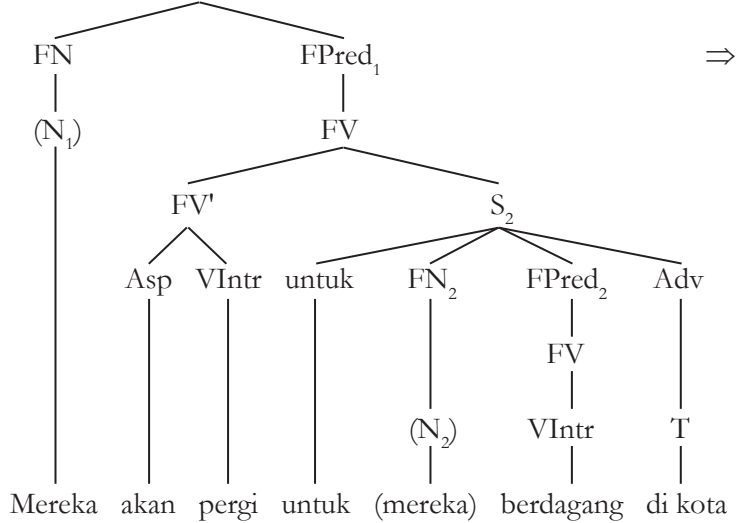 FN FPred₁ ⇒
(N₁) FV
FV' S₂
Asp VIntr untuk FN₂ FPred₂ Adv
FV
(N₂) VIntr T
Mereka akan pergi untuk (mereka) berdagang di kota